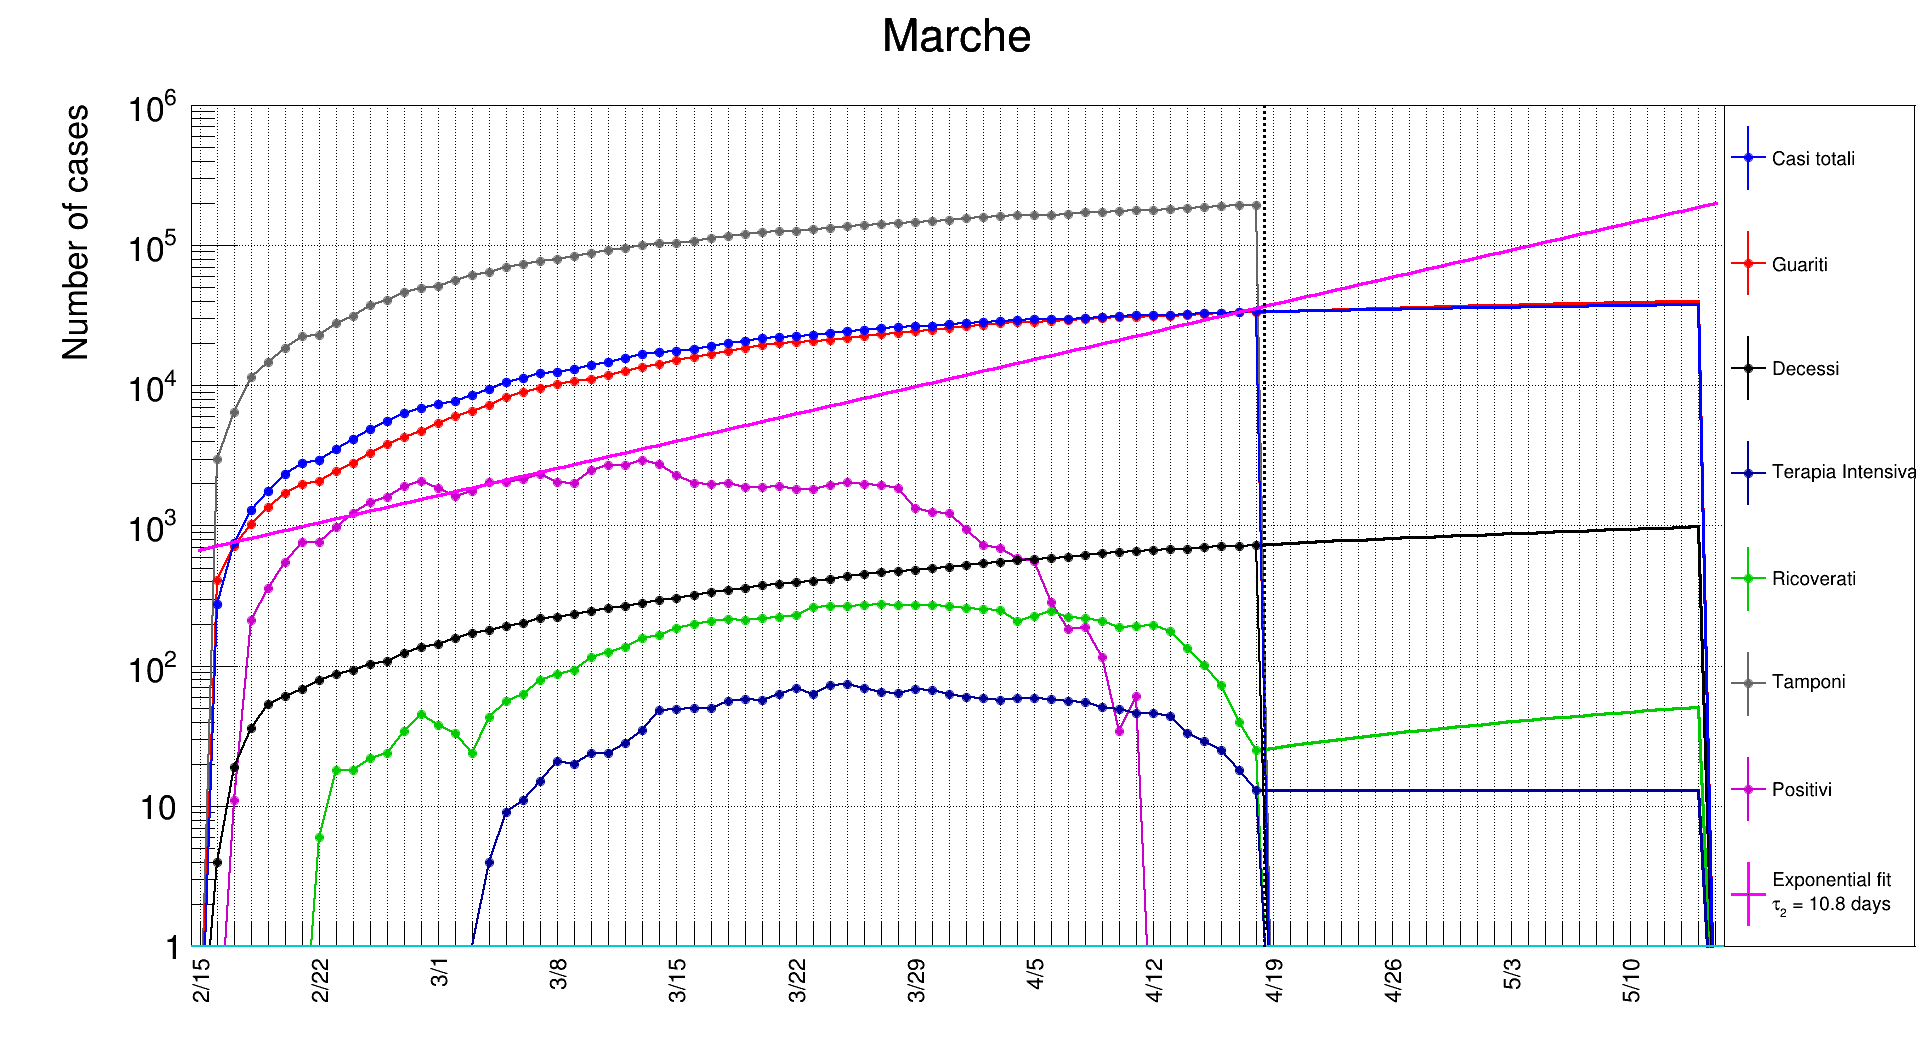 Marche
Number of cases
10^6
10^5
10^4
10^3
10^2
10
1
2/15
2/22
3/1
3/8
3/15
3/22
3/29
4/5
4/12
4/19
4/26
5/3
5/10
Casi totali
Guariti
Decessi
Terapia Intensiva
Ricoverati
Tamponi
Positivi
Exponential fit
τ₂ = 10.8 days